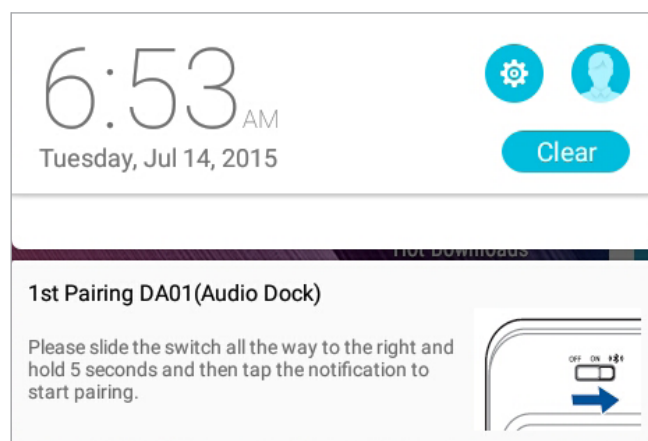 6:53 AM
Tuesday, Jul 14, 2015
Clear
Hot Downloads
1st Pairing DA01(Audio Dock)
Please slide the switch all the way to the right and
hold 5 seconds and then tap the notification to
start pairing.
OFF ON